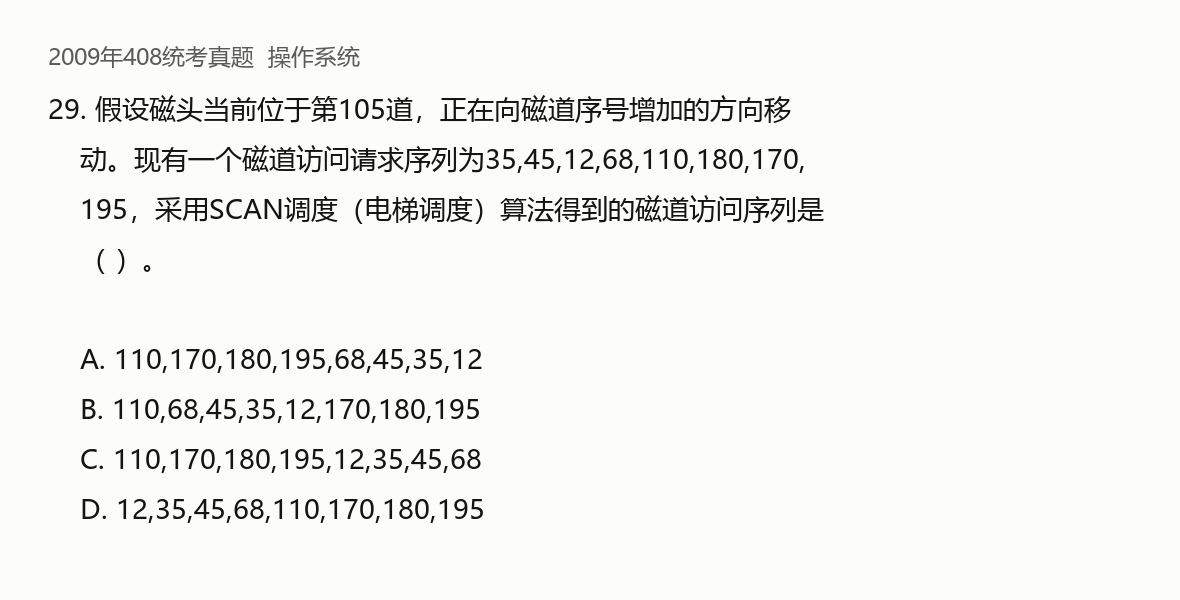 2009年408统考真题 操作系统
29. 假设磁头当前位于第105道，正在向磁道序号增加的方向移
动。现有一个磁道访问请求序列为35,45,12,68,110,180,170,
195，采用SCAN调度（电梯调度）算法得到的磁道访问序列是
（ ）。
A. 110,170,180,195,68,45,35,12
B. 110,68,45,35,12,170,180,195
C. 110,170,180,195,12,35,45,68
D. 12,35,45,68,110,170,180,195